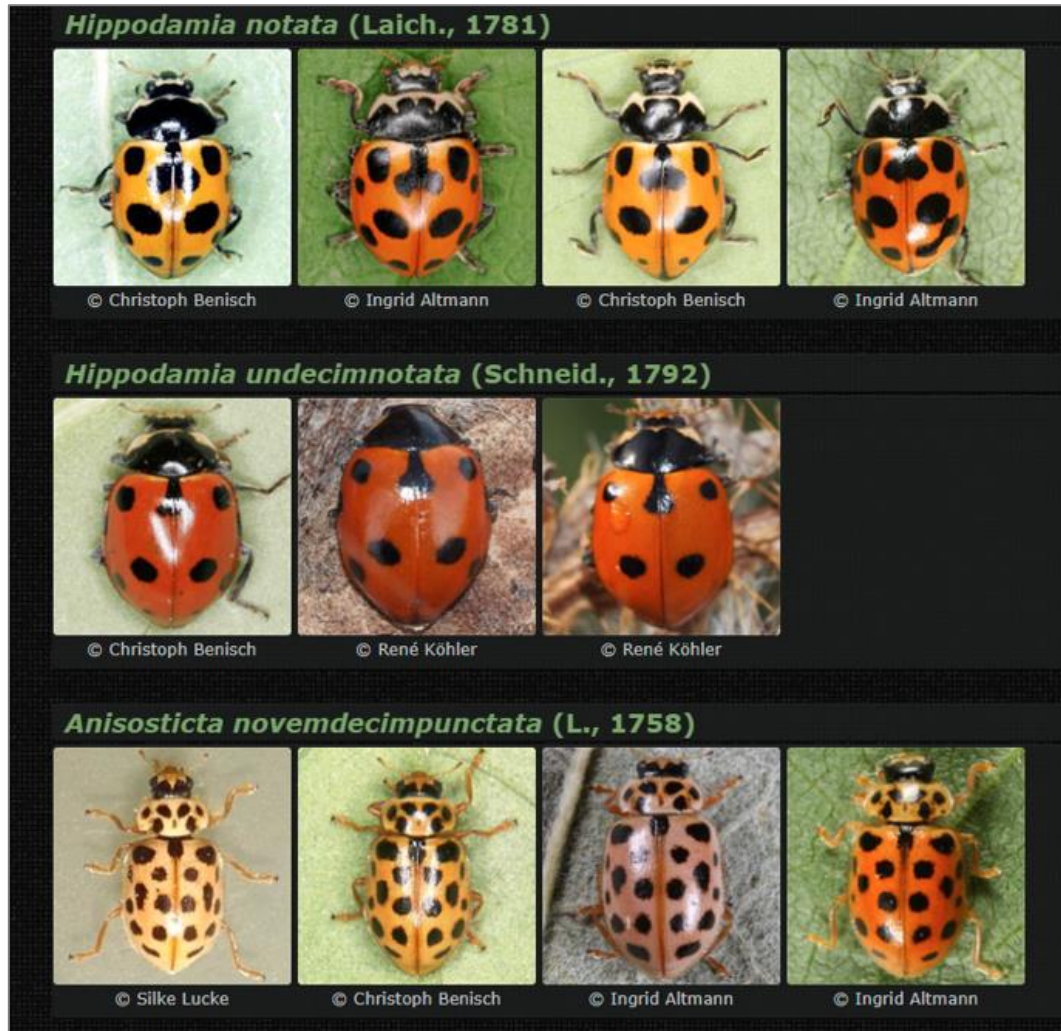 Hippodamia notata (Laich., 1781)
© Christoph Benisch
© Ingrid Altmann
© Christoph Benisch
© Ingrid Altmann
Hippodamia undecimnotata (Schneid., 1792)
© Christoph Benisch
© René Köhler
© René Köhler
Anisosticta novemdecimpunctata (L., 1758)
© Silke Lucke
© Christoph Benisch
© Ingrid Altmann
© Ingrid Altmann